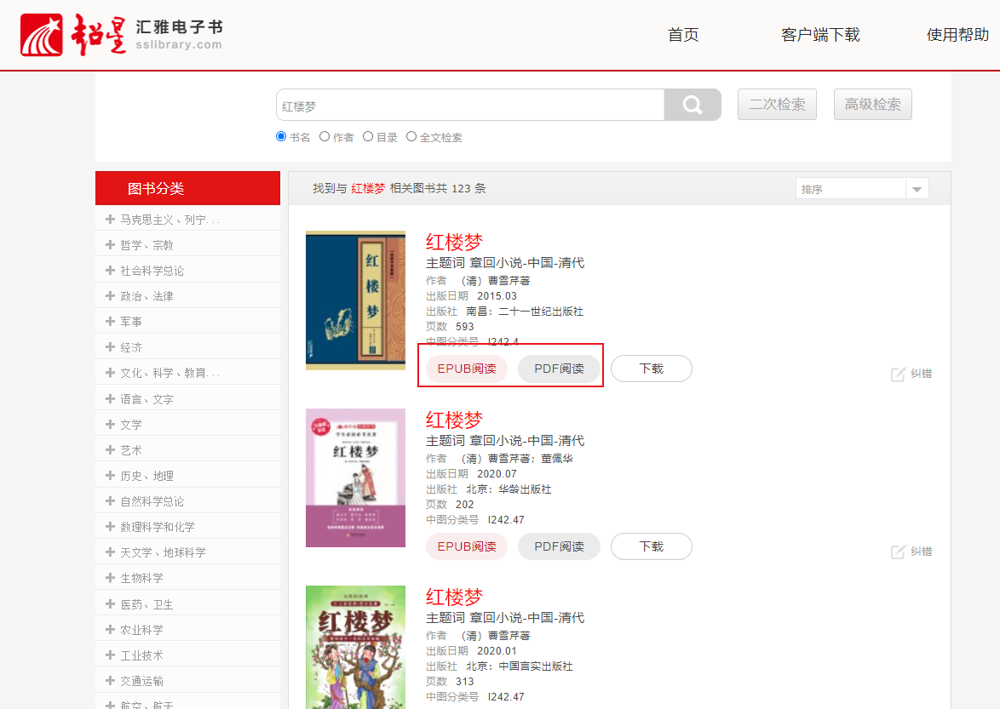 超星 汇雅电子书
sslibrary.com
首页
客户端下载
使用帮助
红楼梦
二次检索
高级检索
书名 作者 目录 全文检索
图书分类
马克思主义、列宁...
哲学、宗教
社会科学总论
政治、法律
军事
经济
文化、科学、教育...
语言、文字
文学
艺术
历史、地理
自然科学总论
数理科学和化学
天文学、地球科学
生物科学
医药、卫生
农业科学
工业技术
交通运输
航空、航天
找到与 红楼梦 相关图书共 123 条
排序
红楼梦
红楼梦
主题词 章回小说-中国-清代
作者 （清）曹雪芹著
出版日期 2015.03
出版社 南昌：二十一世纪出版社
页数 593
中图分类号 I242.4
EPUB阅读
PDF阅读
下载
纠错
红楼梦
红楼梦
主题词 章回小说-中国-清代
作者 （清）曹雪芹著；董佩华
出版日期 2020.07
出版社 北京：华龄出版社
页数 202
中图分类号 I242.47
EPUB阅读
PDF阅读
下载
纠错
红楼梦
红楼梦
主题词 章回小说-中国-清代
作者 （清）曹雪芹著
出版日期 2020.01
出版社 北京：中国言实出版社
页数 313
中图分类号 I242.47